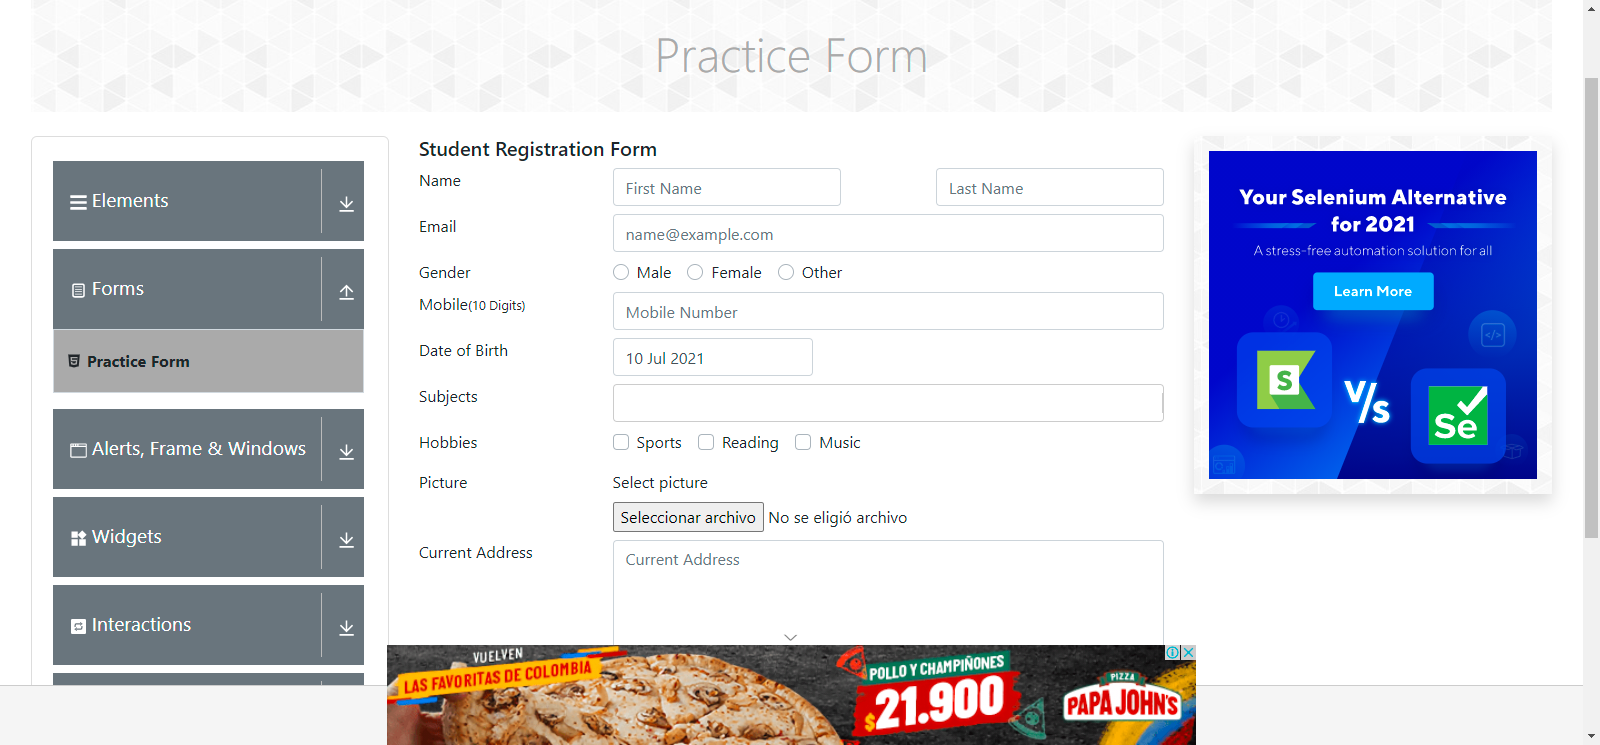 Practice Form
Elements
Forms
Practice Form
Alerts, Frame & Windows
Widgets
Interactions
Student Registration Form
Name
First Name
Last Name
Email
name@example.com
Gender
Male
Female
Other
Mobile(10 Digits)
Mobile Number
Date of Birth
10 Jul 2021
Subjects
Hobbies
Sports
Reading
Music
Picture
Select picture
Seleccionar archivo
No se eligió archivo
Current Address
Current Address
Your Selenium Alternative
for 2021
A stress-free automation solution for all
Learn More
S
V/s
Se
VUELVEN
LAS FAVORITAS DE COLOMBIA
POLLO Y CHAMPIÑONES
$21.900
PIZZA
PAPA JOHN'S